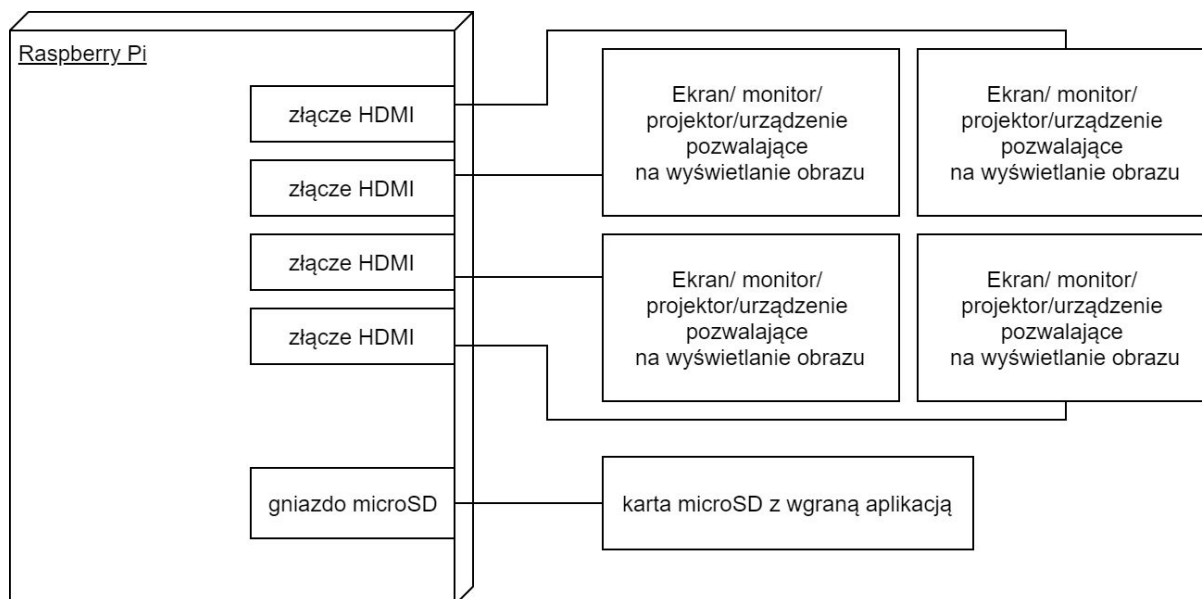 Raspberry Pi
złącze HDMI
złącze HDMI
złącze HDMI
złącze HDMI
gniazdo microSD
Ekran/ monitor/
projektor/urządzenie
pozwalające
na wyświetlanie obrazu
Ekran/ monitor/
projektor/urządzenie
pozwalające
na wyświetlanie obrazu
Ekran/ monitor/
projektor/urządzenie
pozwalające
na wyświetlanie obrazu
Ekran/ monitor/
projektor/urządzenie
pozwalające
na wyświetlanie obrazu
karta microSD z wgraną aplikacją